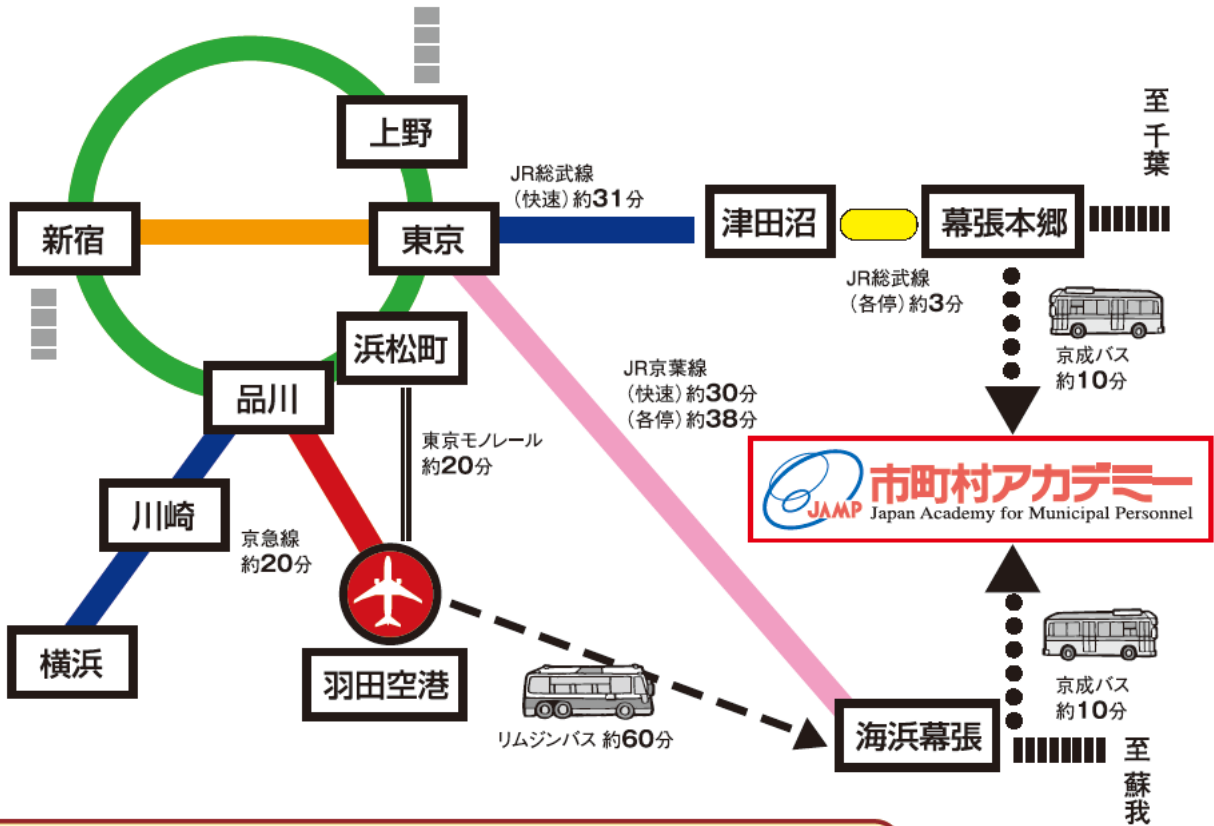 上野
至千葉
JR総武線
（快速）約31分
新宿
東京
津田沼
幕張本郷
JR総武線
（各停）約3分
浜松町
京成バス
約10分
JR京葉線
（快速）約30分
（各停）約38分
品川
東京モノレール
約20分
市町村アカデミー
JAMP
Japan Academy for Municipal Personnel
川崎
京急線
約20分
横浜
羽田空港
リムジンバス 約60分
海浜幕張
京成バス
約10分
至蘇我